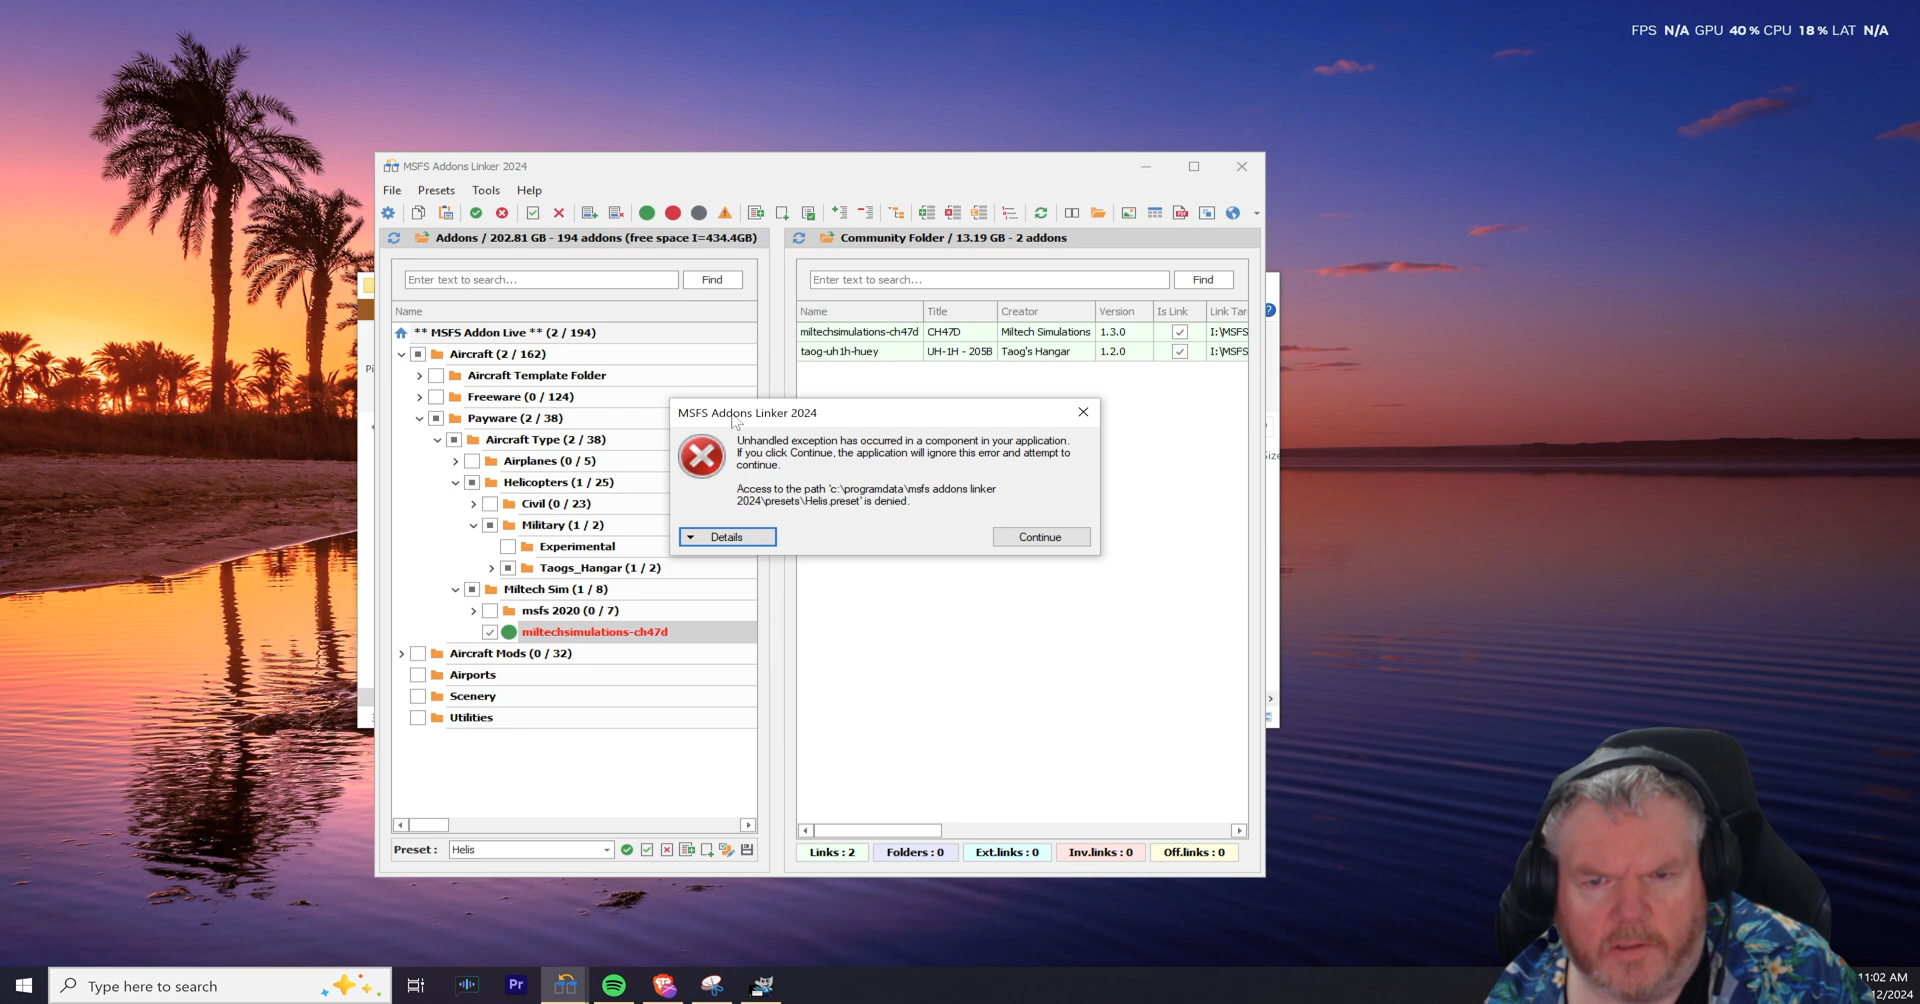 FPS N/A GPU 40% CPU 18% LAT N/A
MSFS Addons Linker 2024
File Presets Tools Help
Addons / 202.81 GB - 194 addons (free space I=434.4GB)
Community Folder / 13.19 GB - 2 addons
Enter text to search... Find
Enter text to search... Find
Name
Name Title Creator Version Is Link Link Tar
** MSFS Addon Live ** (2 / 194)
miltechsimulations-ch47d CH47D Miltech Simulations 1.3.0 I:\MSFS
taog-uh1h-huey UH-1H - 205B Taog's Hangar 1.2.0 I:\MSFS
Aircraft (2 / 162)
Aircraft Template Folder
Freeware (0 / 124)
Payware (2 / 38)
Aircraft Type (2 / 38)
Airplanes (0 / 5)
Helicopters (1 / 25)
Civil (0 / 23)
Military (1 / 2)
Experimental
Taogs_Hangar (1 / 2)
Miltech Sim (1 / 8)
msfs 2020 (0 / 7)
miltechsimulations-ch47d
Aircraft Mods (0 / 32)
Airports
Scenery
Utilities
MSFS Addons Linker 2024
Unhandled exception has occurred in a component in your application.
If you click Continue, the application will ignore this error and attempt to
continue.
Access to the path 'c:\programdata\msfs addons linker
2024\presets\Helis.preset' is denied.
Details Continue
Preset : Helis
Links : 2 Folders : 0 Ext.links : 0 Inv.links : 0 Off.links : 0
Type here to search
Pr
11:02 AM
12/2024